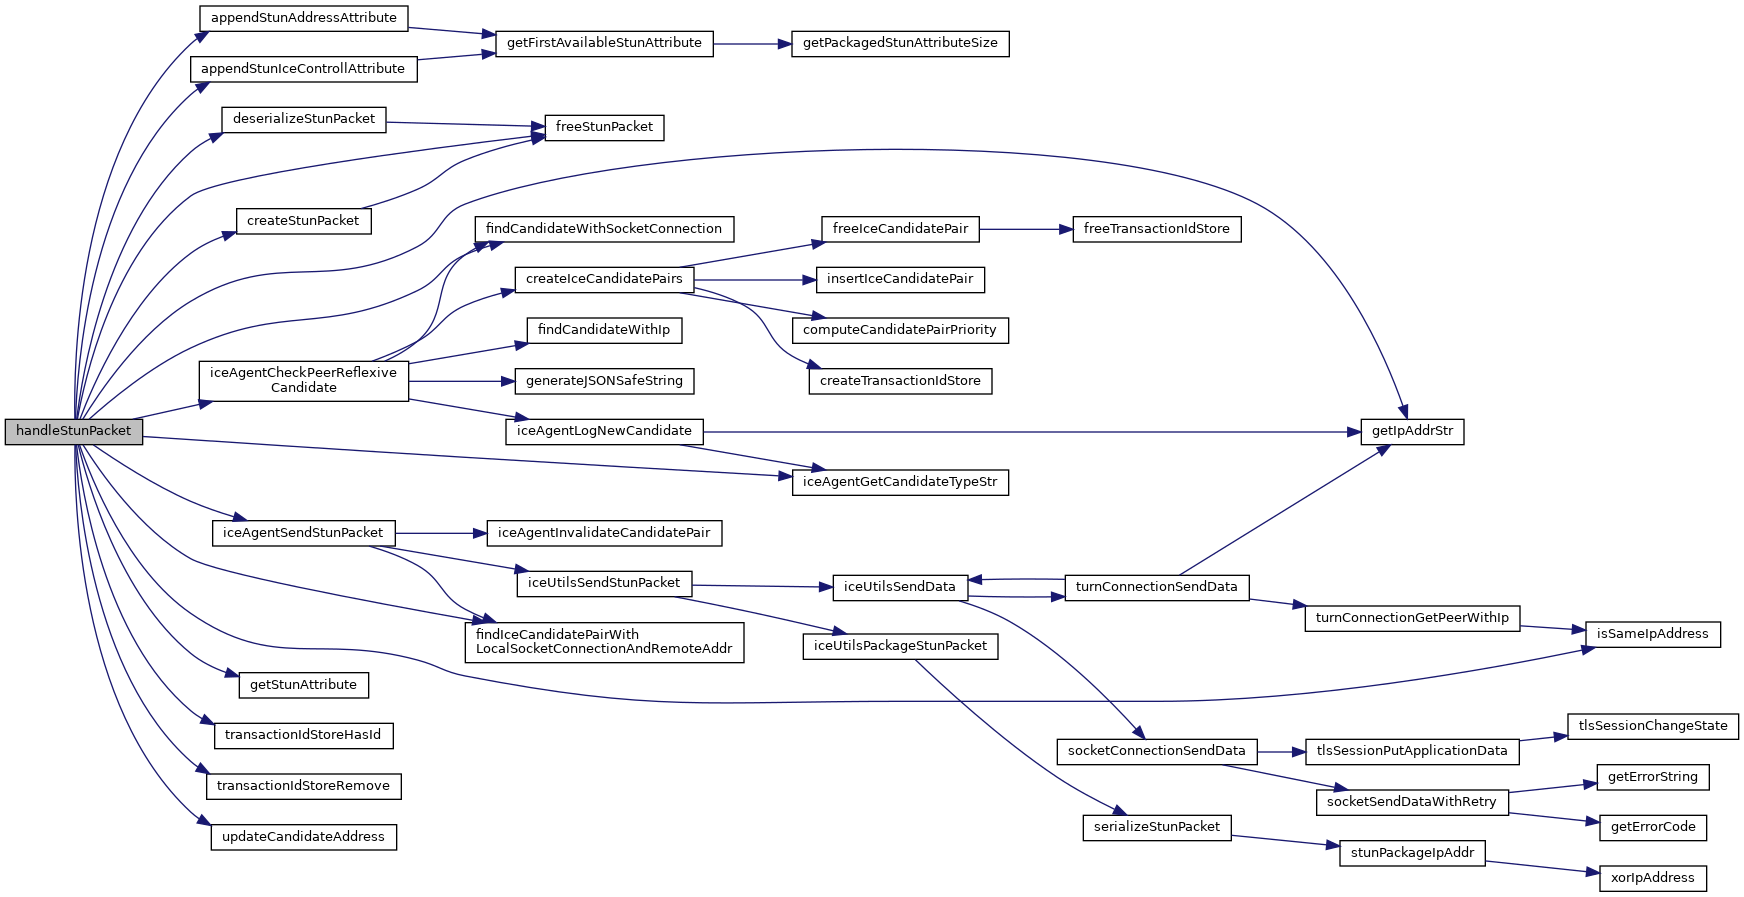 appendStunAddressAttribute
getFirstAvailableStunAttribute
getPackagedStunAttributeSize
appendStunIceControllAttribute
deserializeStunPacket
freeStunPacket
createStunPacket
findCandidateWithSocketConnection
freeIceCandidatePair
freeTransactionIdStore
createIceCandidatePairs
insertIceCandidatePair
findCandidateWithIp
computeCandidatePairPriority
iceAgentCheckPeerReflexive
Candidate
generateJSONSafeString
createTransactionIdStore
handleStunPacket
iceAgentLogNewCandidate
getIpAddrStr
iceAgentGetCandidateTypeStr
iceAgentSendStunPacket
iceAgentInvalidateCandidatePair
iceUtilsSendStunPacket
iceUtilsSendData
turnConnectionSendData
turnConnectionGetPeerWithIp
isSameIpAddress
findIceCandidatePairWith
LocalSocketConnectionAndRemoteAddr
iceUtilsPackageStunPacket
getStunAttribute
transactionIdStoreHasId
socketConnectionSendData
tlsSessionPutApplicationData
tlsSessionChangeState
transactionIdStoreRemove
socketSendDataWithRetry
getErrorString
updateCandidateAddress
serializeStunPacket
getErrorCode
stunPackageIpAddr
xorIpAddress